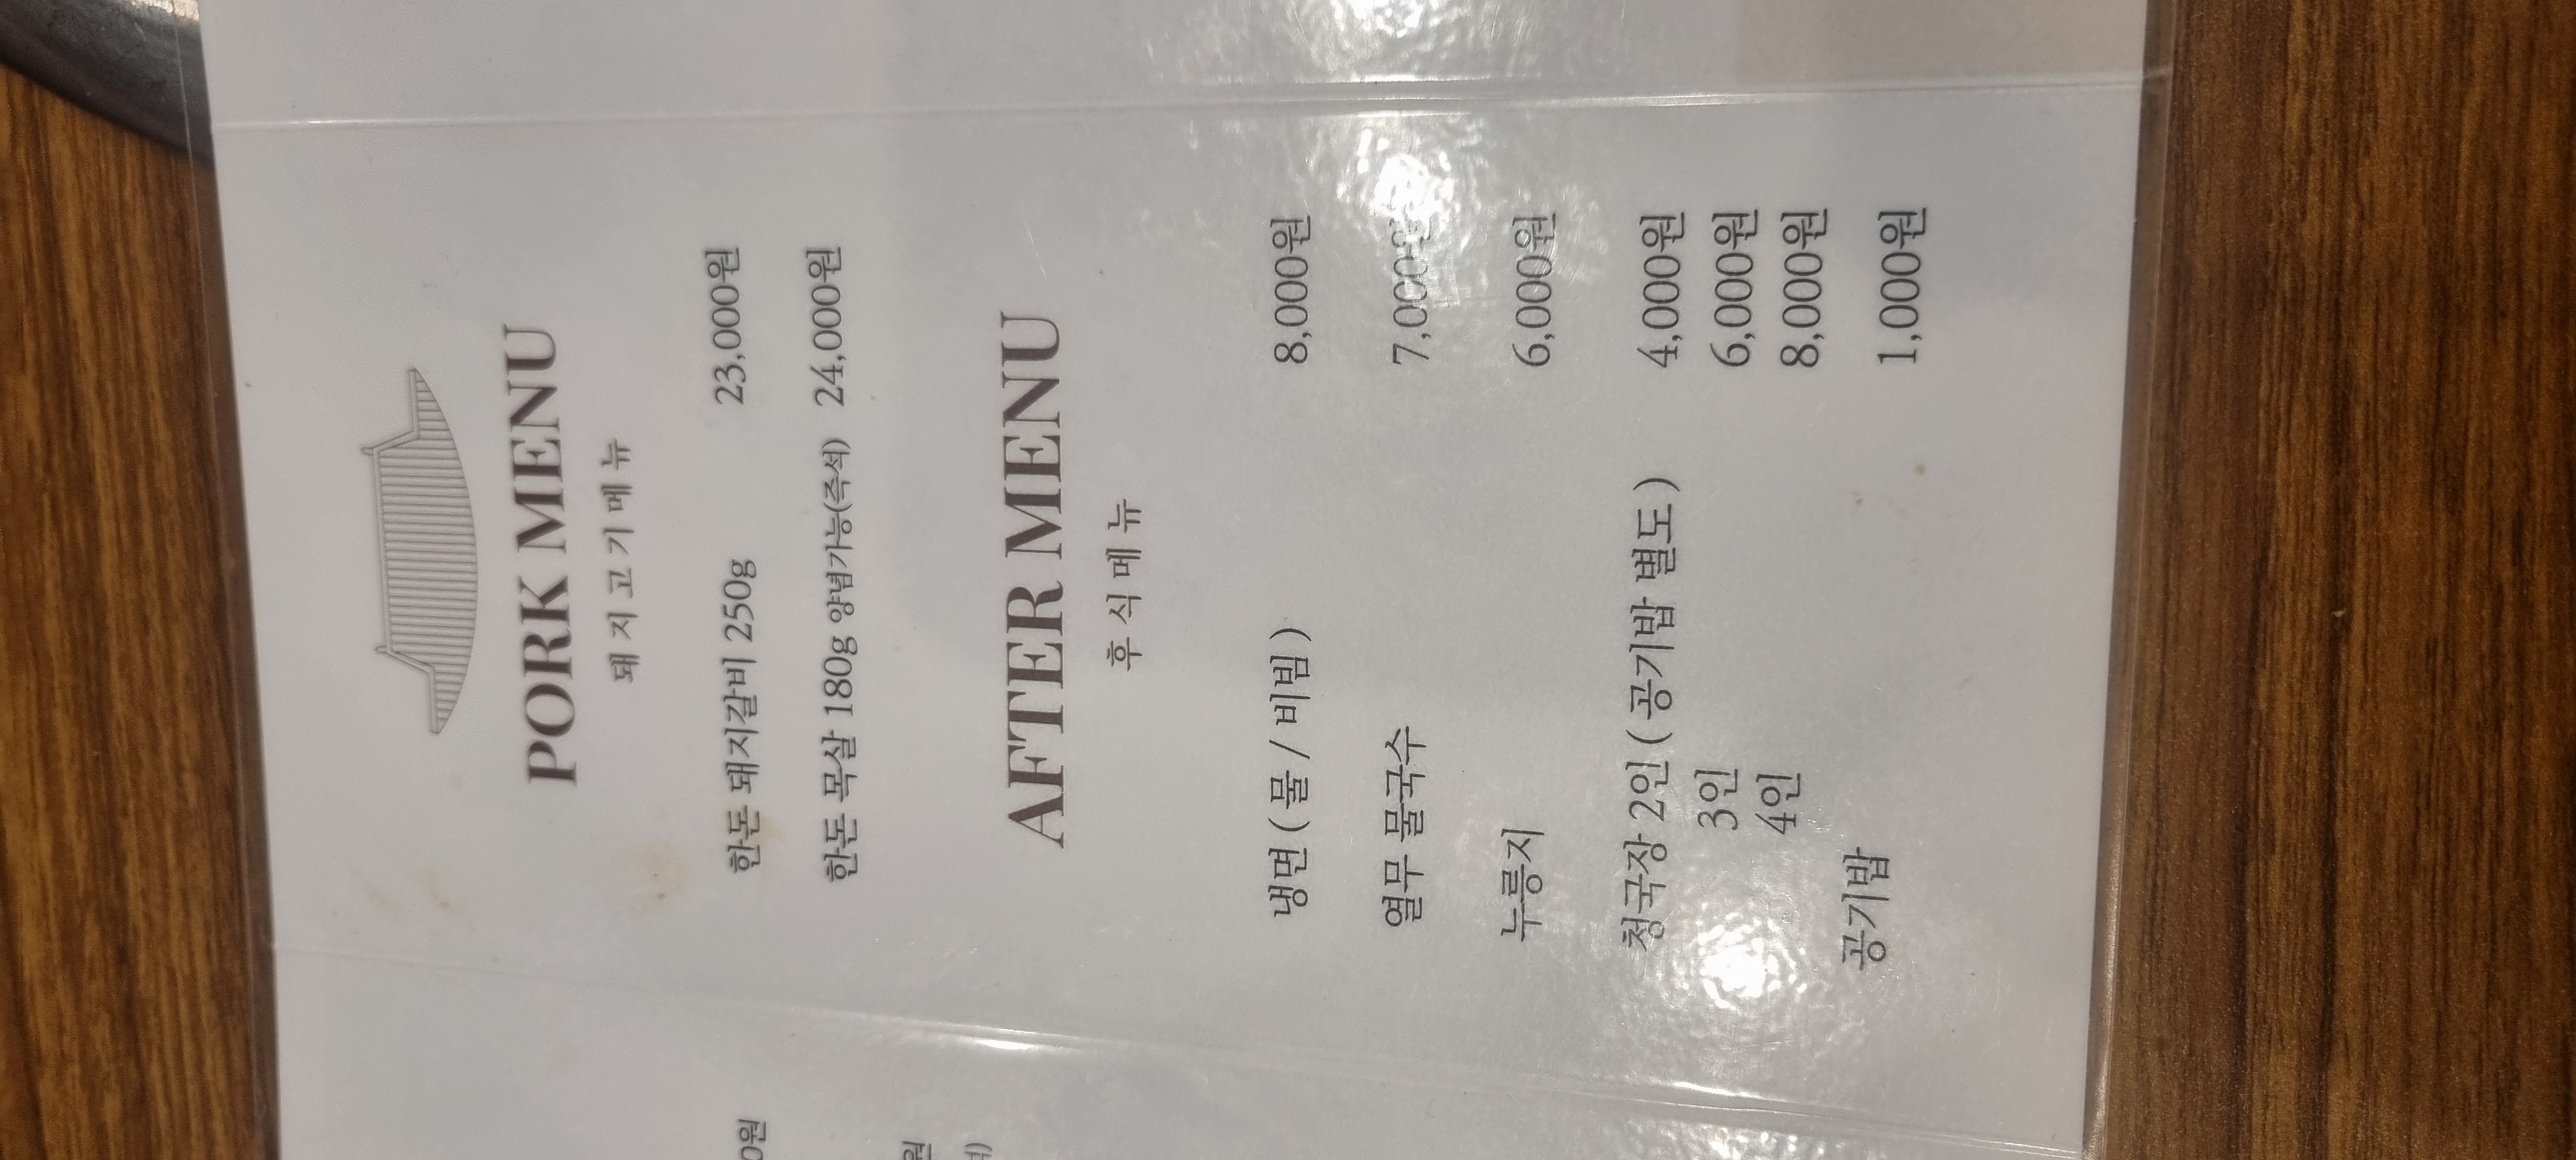 PORK MENU
돼지고기메뉴
한돈 돼지갈비 250g 23,000원
한돈 목살 180g 양념가능(즉석) 24,000원
AFTER MENU
후식메뉴
냉면 ( 물 / 비빔 ) 8,000원
열무 물국수 7,000원
누룽지 6,000원
청국장 2인 ( 공기밥 별도 ) 4,000원
3인 6,000원
4인 8,000원
공기밥 1,000원